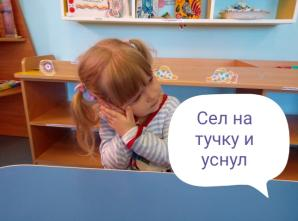 Сел на
тучку и
уснул